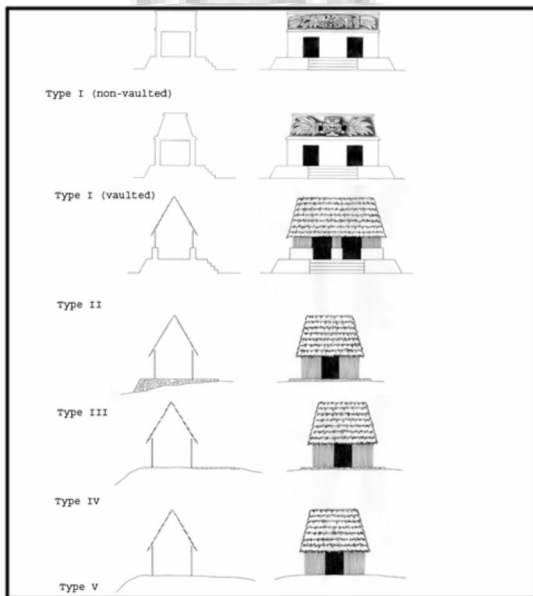 Type I (non-vaulted)
Type I (vaulted)
Type II
Type III
Type IV
Type V